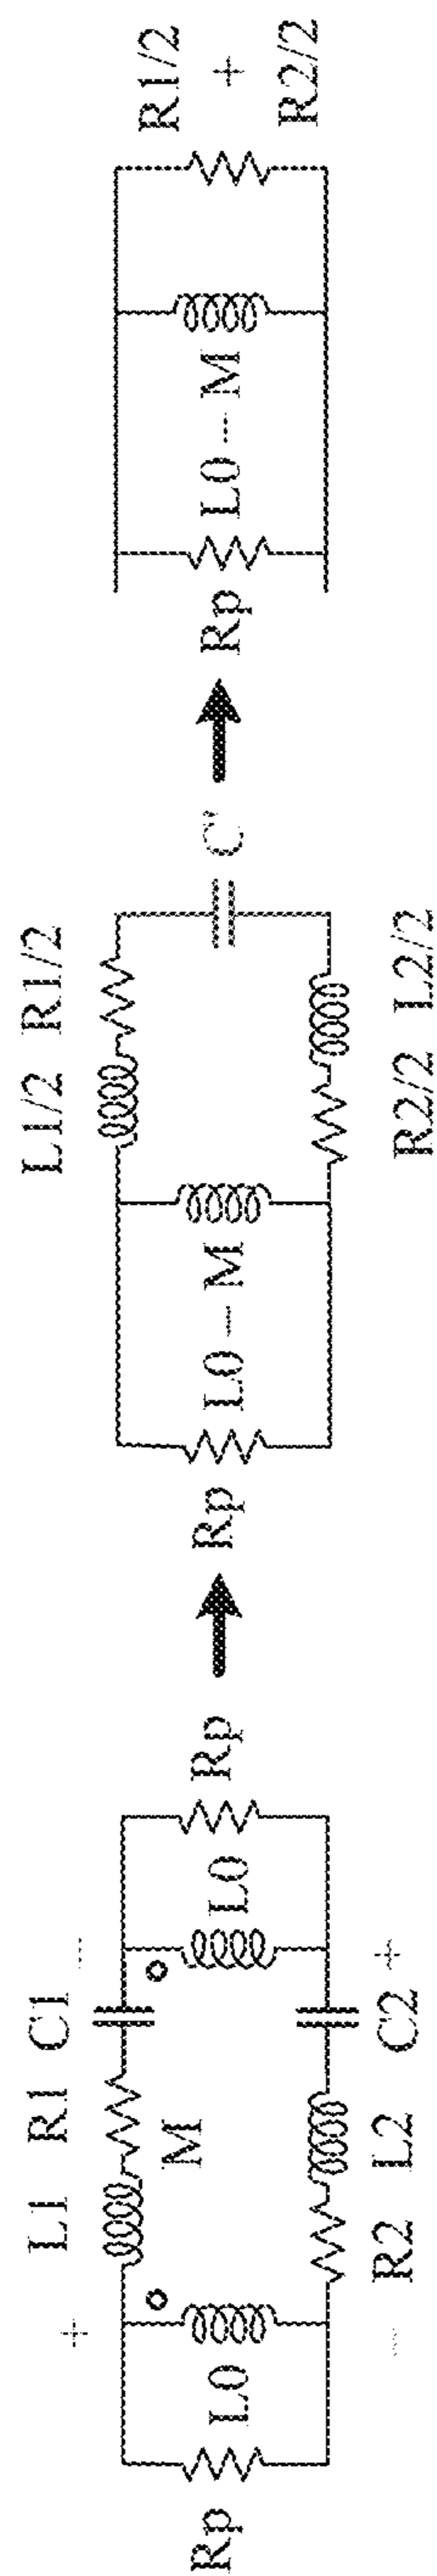 + L1 R1 C1 −
M
Rp L0 L0 Rp
− R2 L2 C2 +
L1/2 R1/2
Rp L0 − M C'
R2/2 L2/2
R1/2
Rp L0 − M +
R2/2